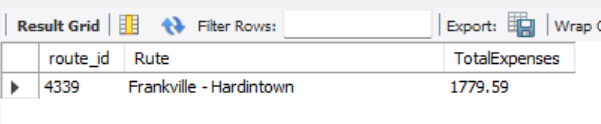 Result Grid Filter Rows: Export: Wrap
route_id Rute TotalExpenses
4339 Frankville - Hardintown 1779.59